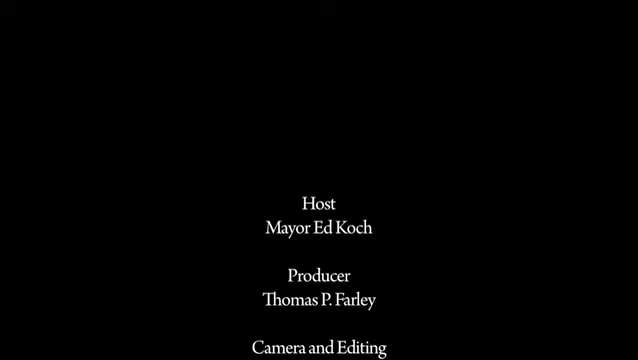 Host
Mayor Ed Koch
Producer
Thomas P. Farley
Camera and Editing